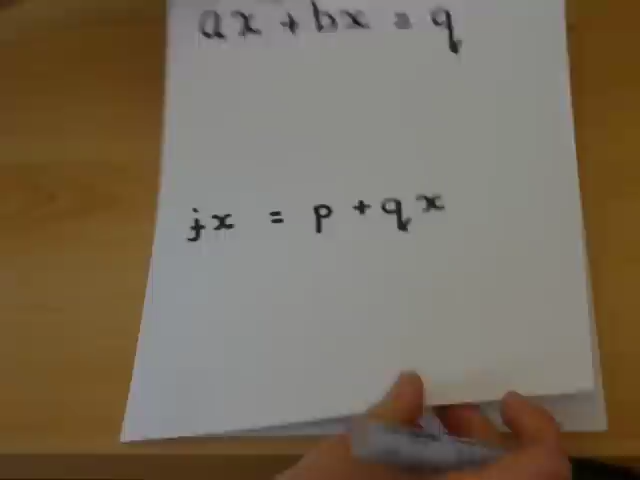 ax + bx = q
jx = p + qx